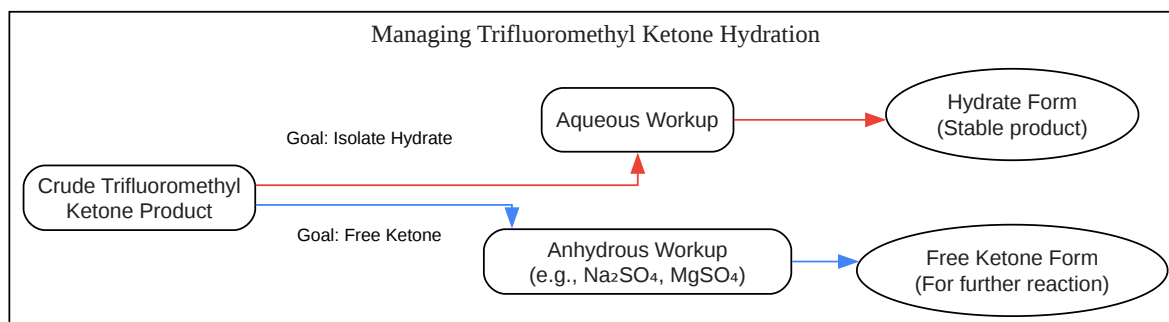 Managing Trifluoromethyl Ketone Hydration
Hydrate Form
(Stable product)
Aqueous Workup
Goal: Isolate Hydrate
Crude Trifluoromethyl
Ketone Product
Goal: Free Ketone
Anhydrous Workup
(e.g., Na₂SO₄, MgSO₄)
Free Ketone Form
(For further reaction)